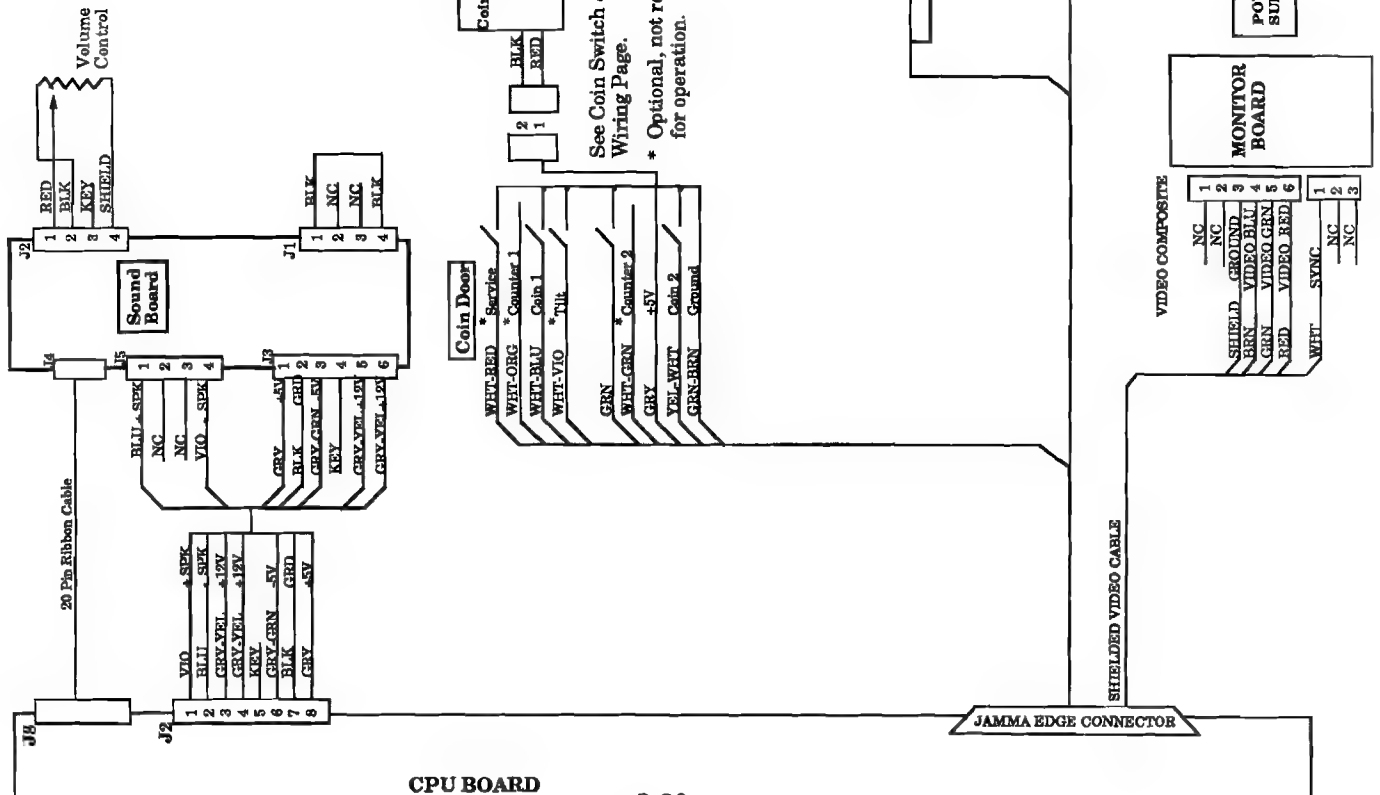 Volume
Control
RED
BLK
KEY
SHIELD
J2
1
2
3
4
BLK
NC
NC
BLK
J1
1
2
3
4
Sound
Board
J4
J5
1
2
3
4
J3
1
2
3
4
5
6
BLU + SPK
NC
NC
VIO - SPK
GRY +5V
BLK GRD
GRY-GRN -5V
KEY
GRY-YEL +12V
GRY-YEL +12V
20 Pin Ribbon Cable
VIO + SPK
BLU - SPK
GRY-YEL +12V
GRY-YEL +12V
KEY
GRY-GRN -5V
BLK GRD
GRY +5V
J8
J2
1
2
3
4
5
6
7
8
CPU BOARD
Coin
BLK
RED
2
1
See Coin Switch
Wiring Page.
* Optional, not
for operation.
Coin Door
WHT-RED * Service
WHT-ORG * Counter 1
WHT-BLU Coin 1
WHT-VIO * Tilt
GRN
WHT-GRN * Counter 2
GRY +5V
YEL-WHT Coin 2
GRN-BRN Ground
MONITOR
BOARD
VIDEO COMPOSITE
NC
NC
SHIELD GROUND
BRN VIDEO BLU
GRN VIDEO GRN
RED VIDEO RED
1
2
3
4
5
6
WHT SYNC
NC
NC
1
2
3
SHIELDED VIDEO CABLE
JAMMA EDGE CONNECTOR